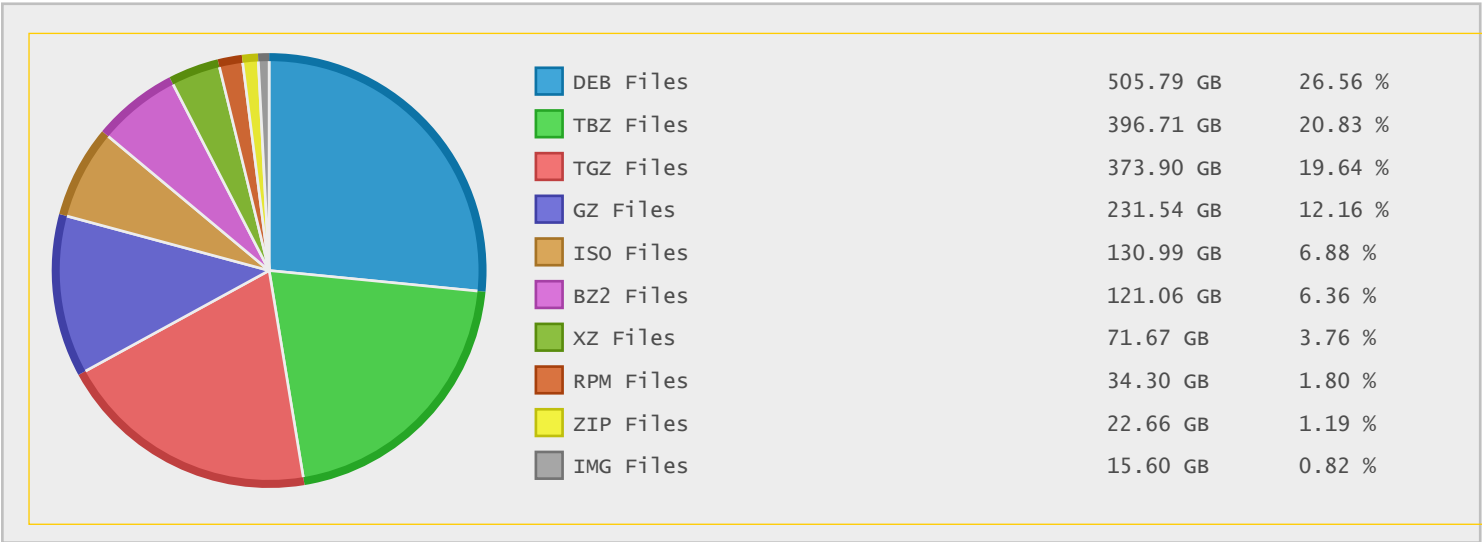 DEB Files 505.79 GB 26.56 %
TBZ Files 396.71 GB 20.83 %
TGZ Files 373.90 GB 19.64 %
GZ Files 231.54 GB 12.16 %
ISO Files 130.99 GB 6.88 %
BZ2 Files 121.06 GB 6.36 %
XZ Files 71.67 GB 3.76 %
RPM Files 34.30 GB 1.80 %
ZIP Files 22.66 GB 1.19 %
IMG Files 15.60 GB 0.82 %